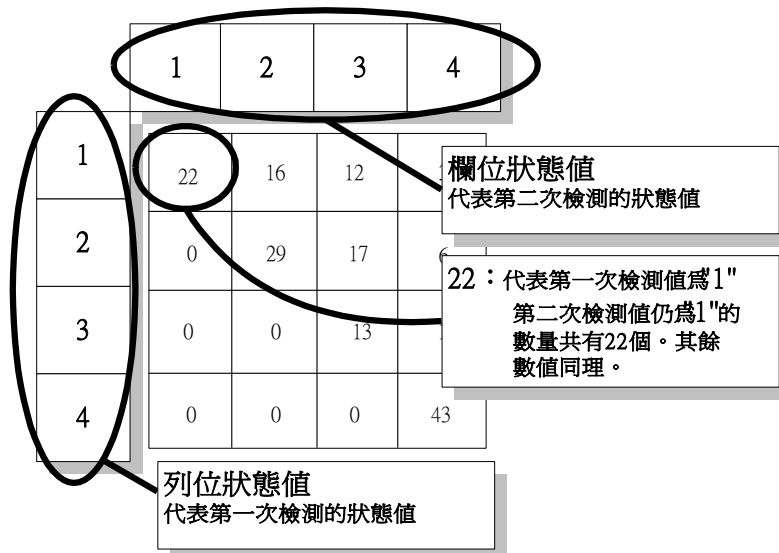 1 2 3 4
1 22 16 12
2 0 29 17
3 0 0 13
4 0 0 0 43
欄位狀態值
代表第二次檢測的狀態值
22：代表第一次檢測值為"1"
第二次檢測值仍為"1"的
數量共有22個。其餘
數值同理。
列位狀態值
代表第一次檢測的狀態值